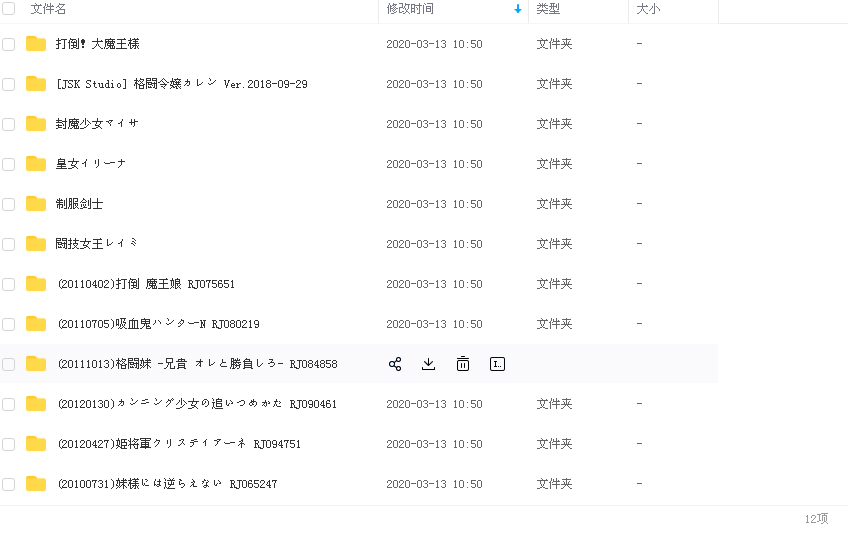 文件名 修改时间 类型 大小
打倒! 犬魔王様 2020-03-13 10:50 文件夹 -
[JSK Studio] 格闘令嬢カレン Ver.2018-09-29 2020-03-13 10:50 文件夹 -
封魔少女マイサ 2020-03-13 10:50 文件夹 -
皇女イリーナ 2020-03-13 10:50 文件夹 -
制服剑士 2020-03-13 10:50 文件夹 -
闘技女王レイミ 2020-03-13 10:50 文件夹 -
(20110402)打倒 魔王娘 RJ075651 2020-03-13 10:50 文件夹 -
(20110705)吸血鬼ハンターN RJ080219 2020-03-13 10:50 文件夹 -
(20111013)格闘妹 -兄貴 オレと勝負しろ- RJ084858
(20120130)カンニング少女の追いつめかた RJ090461 2020-03-13 10:50 文件夹 -
(20120427)姫将軍クリスティアーネ RJ094751 2020-03-13 10:50 文件夹 -
(20100731)妹様には逆らえない RJ065247 2020-03-13 10:50 文件夹 -
12项